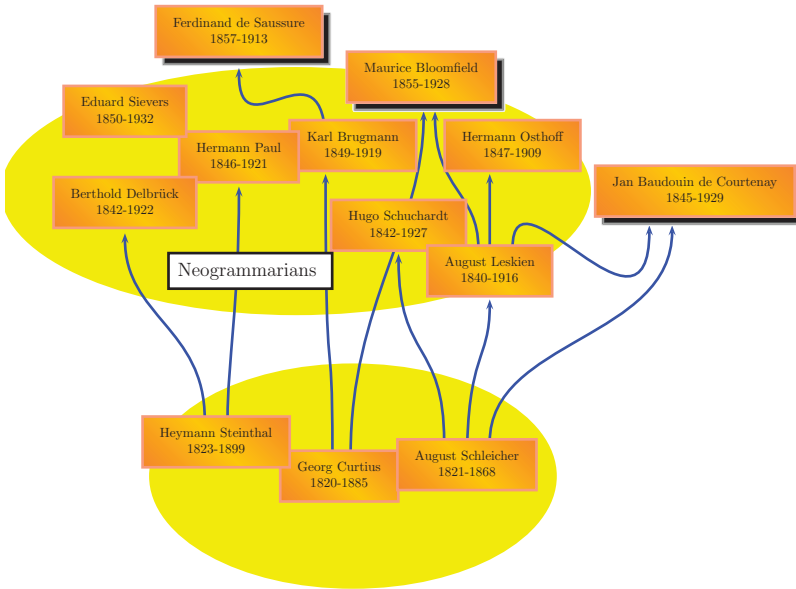 Ferdinand de Saussure
1857-1913
Maurice Bloomfield
1855-1928
Eduard Sievers
1850-1932
Karl Brugmann
1849-1919
Hermann Osthoff
1847-1909
Hermann Paul
1846-1921
Jan Baudouin de Courtenay
1845-1929
Berthold Delbrück
1842-1922
Hugo Schuchardt
1842-1927
August Leskien
1840-1916
Neogrammarians
Heymann Steinthal
1823-1899
Georg Curtius
1820-1885
August Schleicher
1821-1868